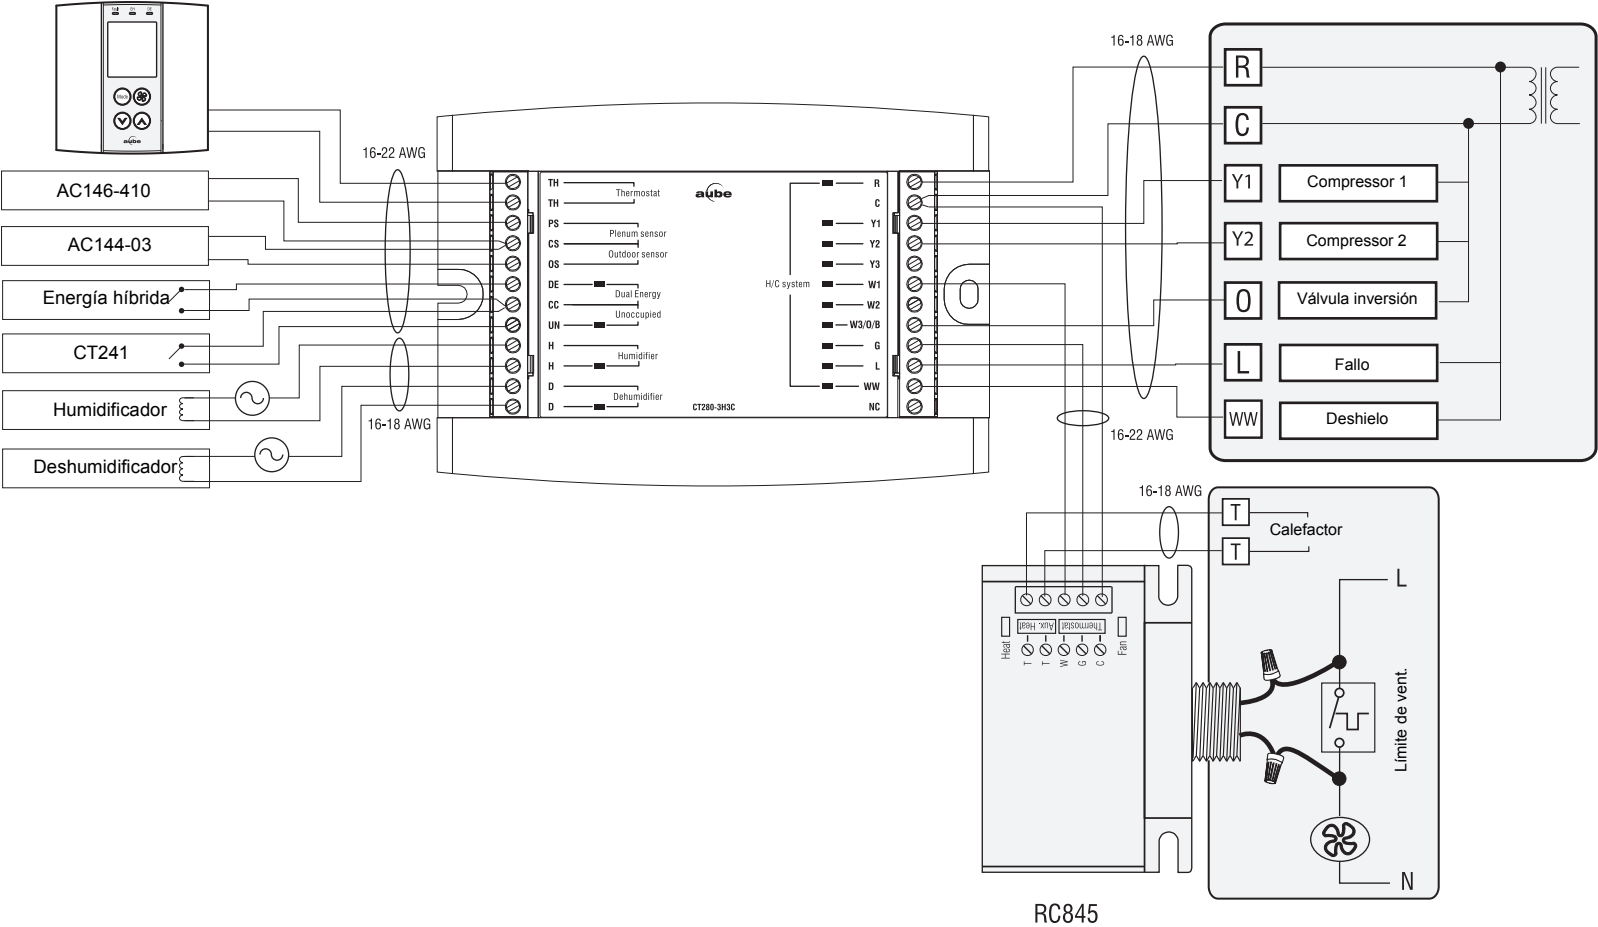 Mode
aube
AC146-410
AC144-03
Energía híbrida
CT241
Humidificador
Deshumidificador
16-22 AWG
16-18 AWG
TH
TH
PS
CS
OS
DE
CC
UN
H
H
D
D
Thermostat
Plenum sensor
Outdoor sensor
Dual Energy
Unoccupied
Humidifier
Dehumidifier
aube
H/C system
CT280-3H3C
R
C
Y1
Y2
Y3
W1
W2
W3/O/B
G
L
WW
NC
16-18 AWG
16-22 AWG
R
C
Y1 Compressor 1
Y2 Compressor 2
O Válvula inversión
L Fallo
WW Deshielo
16-18 AWG
T
T
Calefactor
L
Límite de vent.
N
Heat
Aux. Heat
Thermostat
Fan
T T W G C
RC845